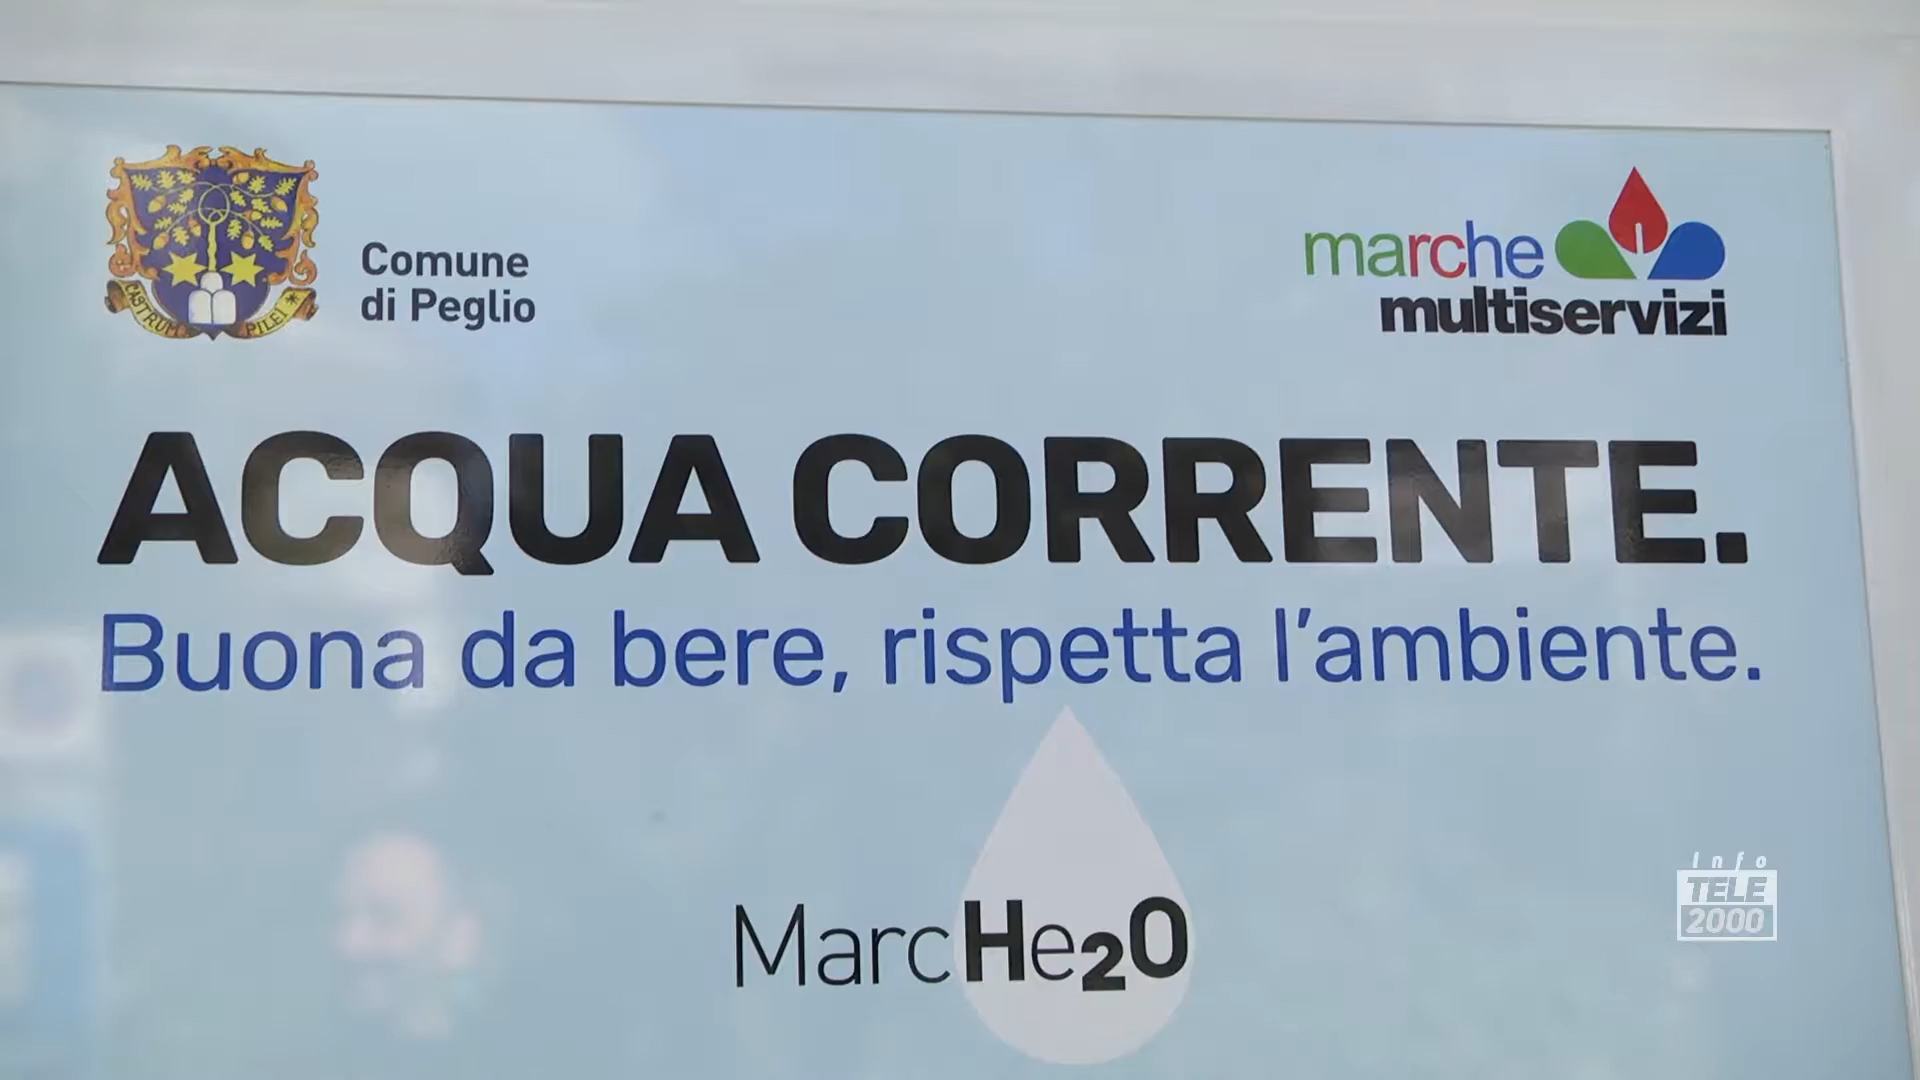 CASTRUM PILEI
Comune
di Peglio
marche
multiservizi
ACQUA CORRENTE.
Buona da bere, rispetta l'ambiente.
MarcHe2O
Info
TELE
2000